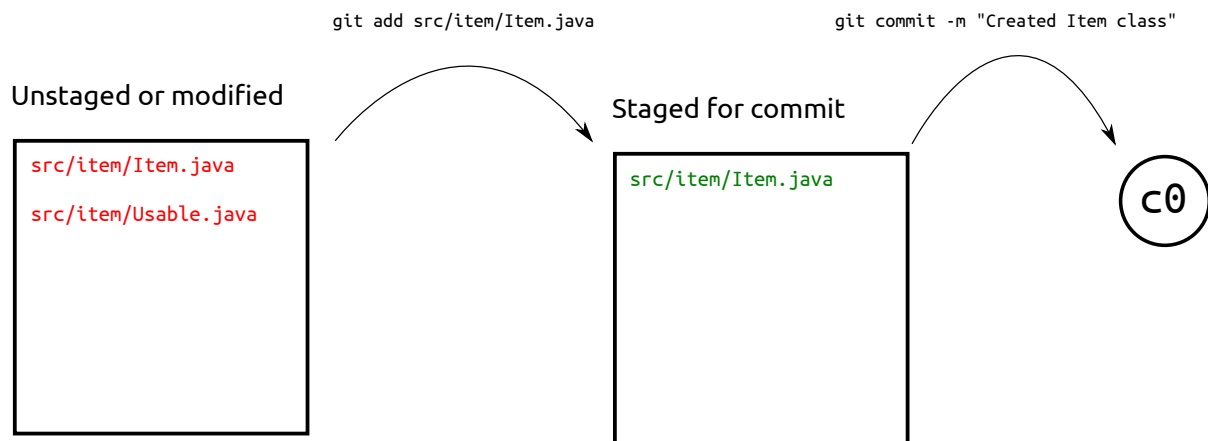 git add src/item/Item.java
git commit -m "Created Item class"
Unstaged or modified
Staged for commit
src/item/Item.java
src/item/Usable.java
src/item/Item.java
c0